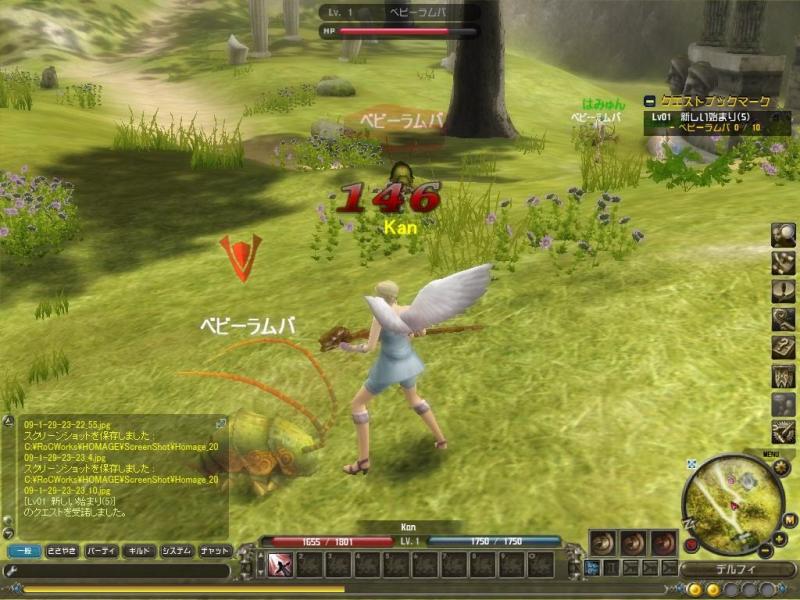 Lv. 1 ベビーラムバ
HP
ベビーラムバ
はみゅん
ベビーラムバ
クエストブックマーク
Lv01 新しい始まり(5)
- ベビーラムバ 0 / 10
146
Kan
ベビーラムバ
09-1-29-23-22_55.jpg
スクリーンショットを保存しました :
C:¥RoCWorks¥HOMAGE¥ScreenShot¥Homage_20
09-1-29-23-23_4.jpg
スクリーンショットを保存しました :
C:¥RoCWorks¥HOMAGE¥ScreenShot¥Homage_20
09-1-29-23-23_10.jpg
[Lv01 新しい始まり(5)]
のクエストを受諾しました。
一般 ささやき パーティ ギルド システム チャット
Kan
1655 / 1801 LV. 1 1750 / 1750
MENU
M
デルフィ